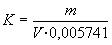 K = m / V·0,005741